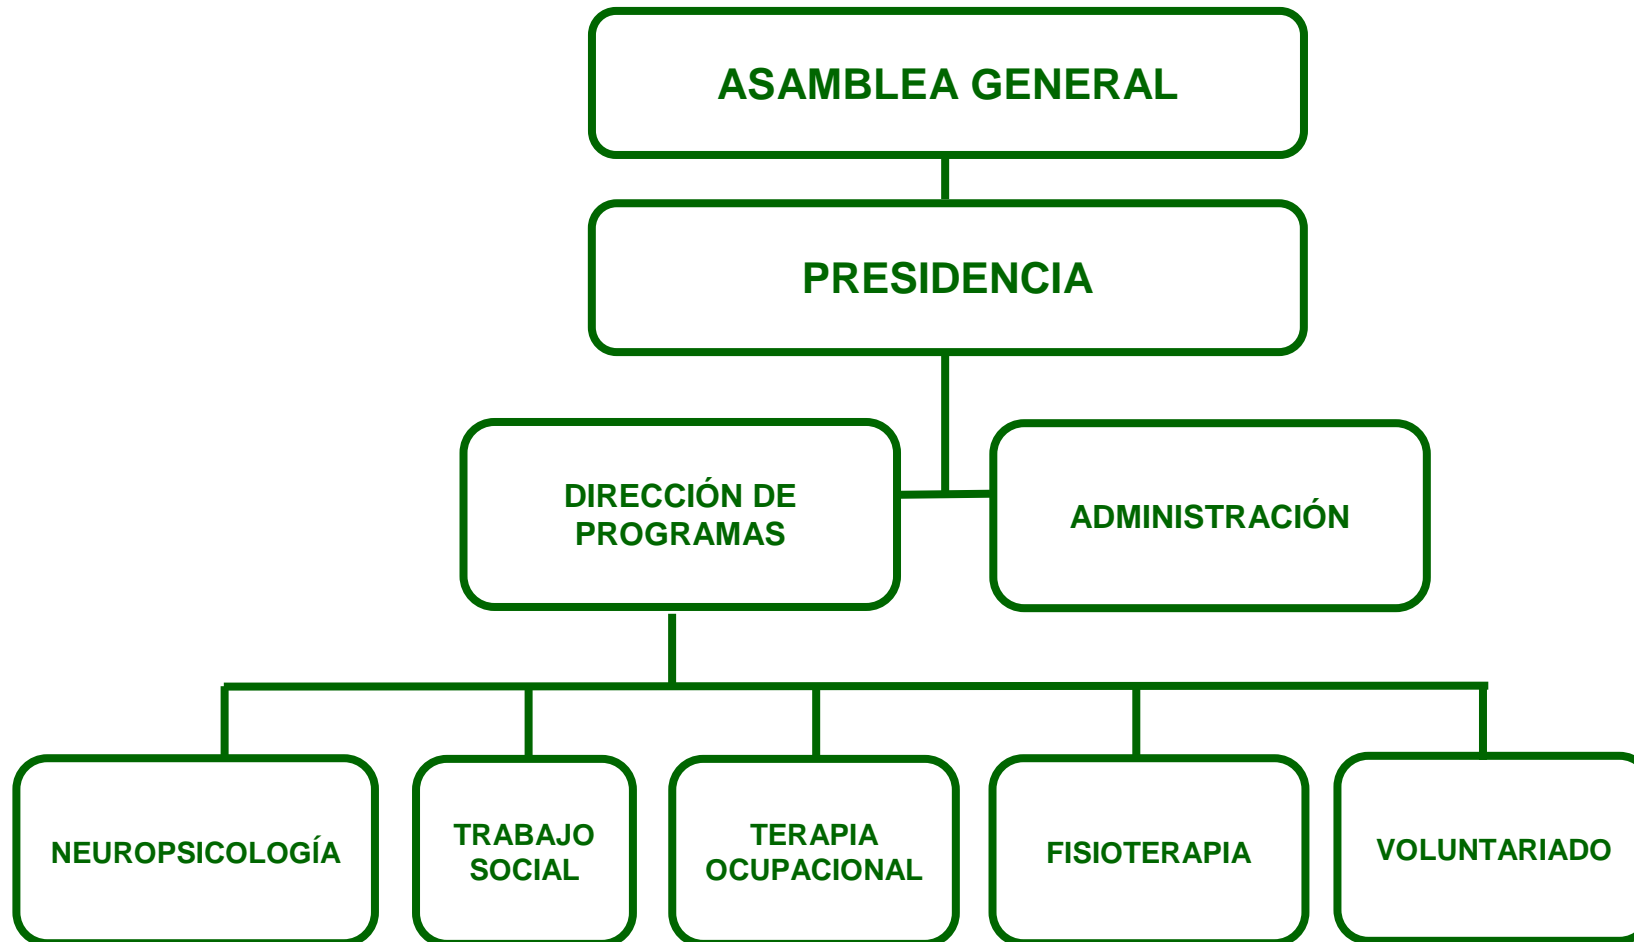 ASAMBLEA GENERAL
PRESIDENCIA
DIRECCIÓN DE
PROGRAMAS
ADMINISTRACIÓN
NEUROPSICOLOGÍA
TRABAJO
SOCIAL
TERAPIA
OCUPACIONAL
FISIOTERAPIA
VOLUNTARIADO